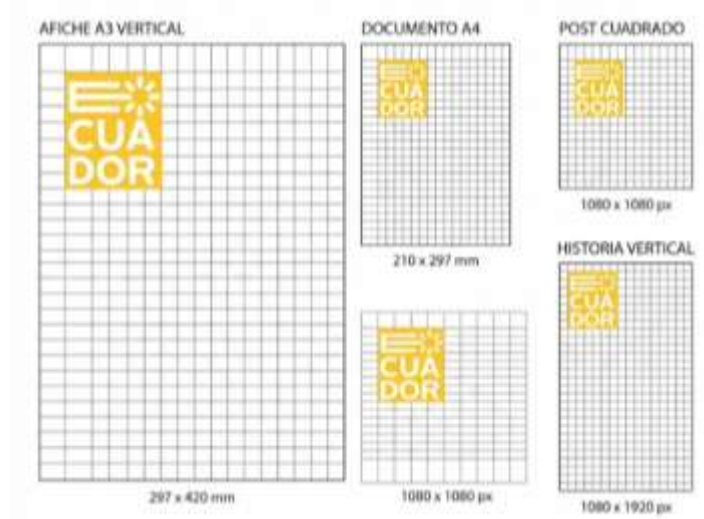 AFICHE A3 VERTICAL
E
CUA
DOR
297 x 420 mm
DOCUMENTO A4
E
CUA
DOR
210 x 297 mm
POST CUADRADO
E
CUA
DOR
1080 x 1080 px
E
CUA
DOR
1080 x 1080 px
HISTORIA VERTICAL
E
CUA
DOR
1080 x 1920 px